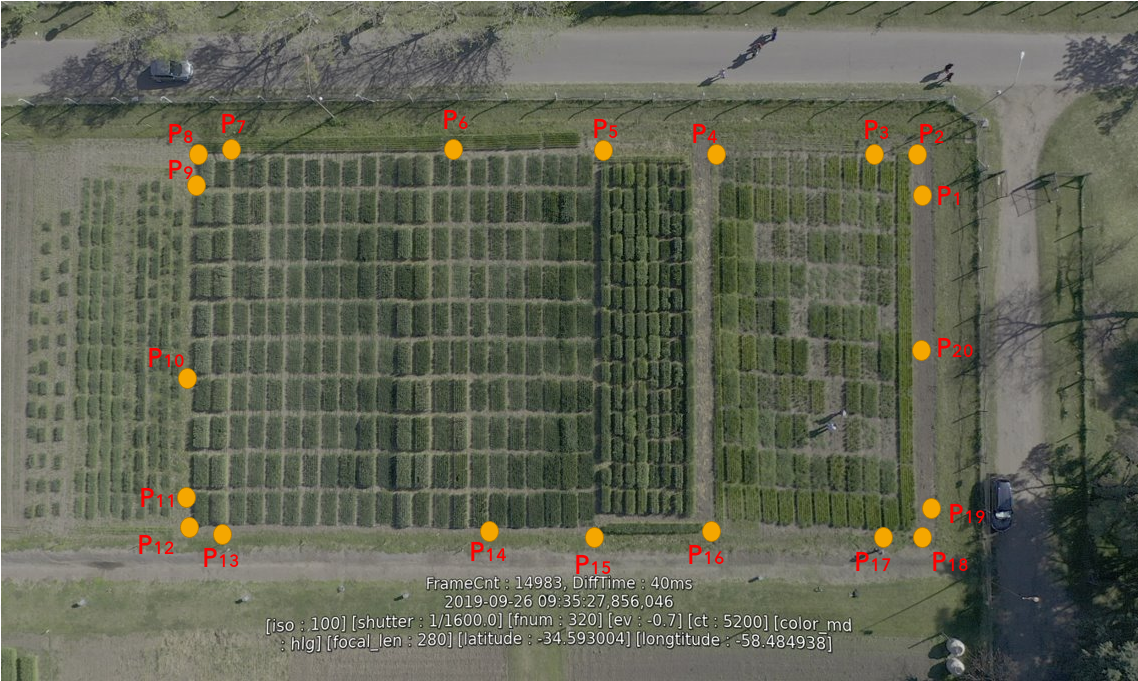 P8 P7 P6 P5 P4 P3 P2
P9 P1
P10 P20
P11 P19
P12 P13 P14 P15 P16 P17 P18
FrameCnt : 14983, DiffTime : 40ms
2019-09-26 09:35:27,856,046
[iso : 100] [shutter : 1/1600.0] [fnum : 320] [ev : -0.7] [ct : 5200] [color_md
: hlg] [focal_len : 280] [latitude : -34.593004] [longtitude : -58.484938]